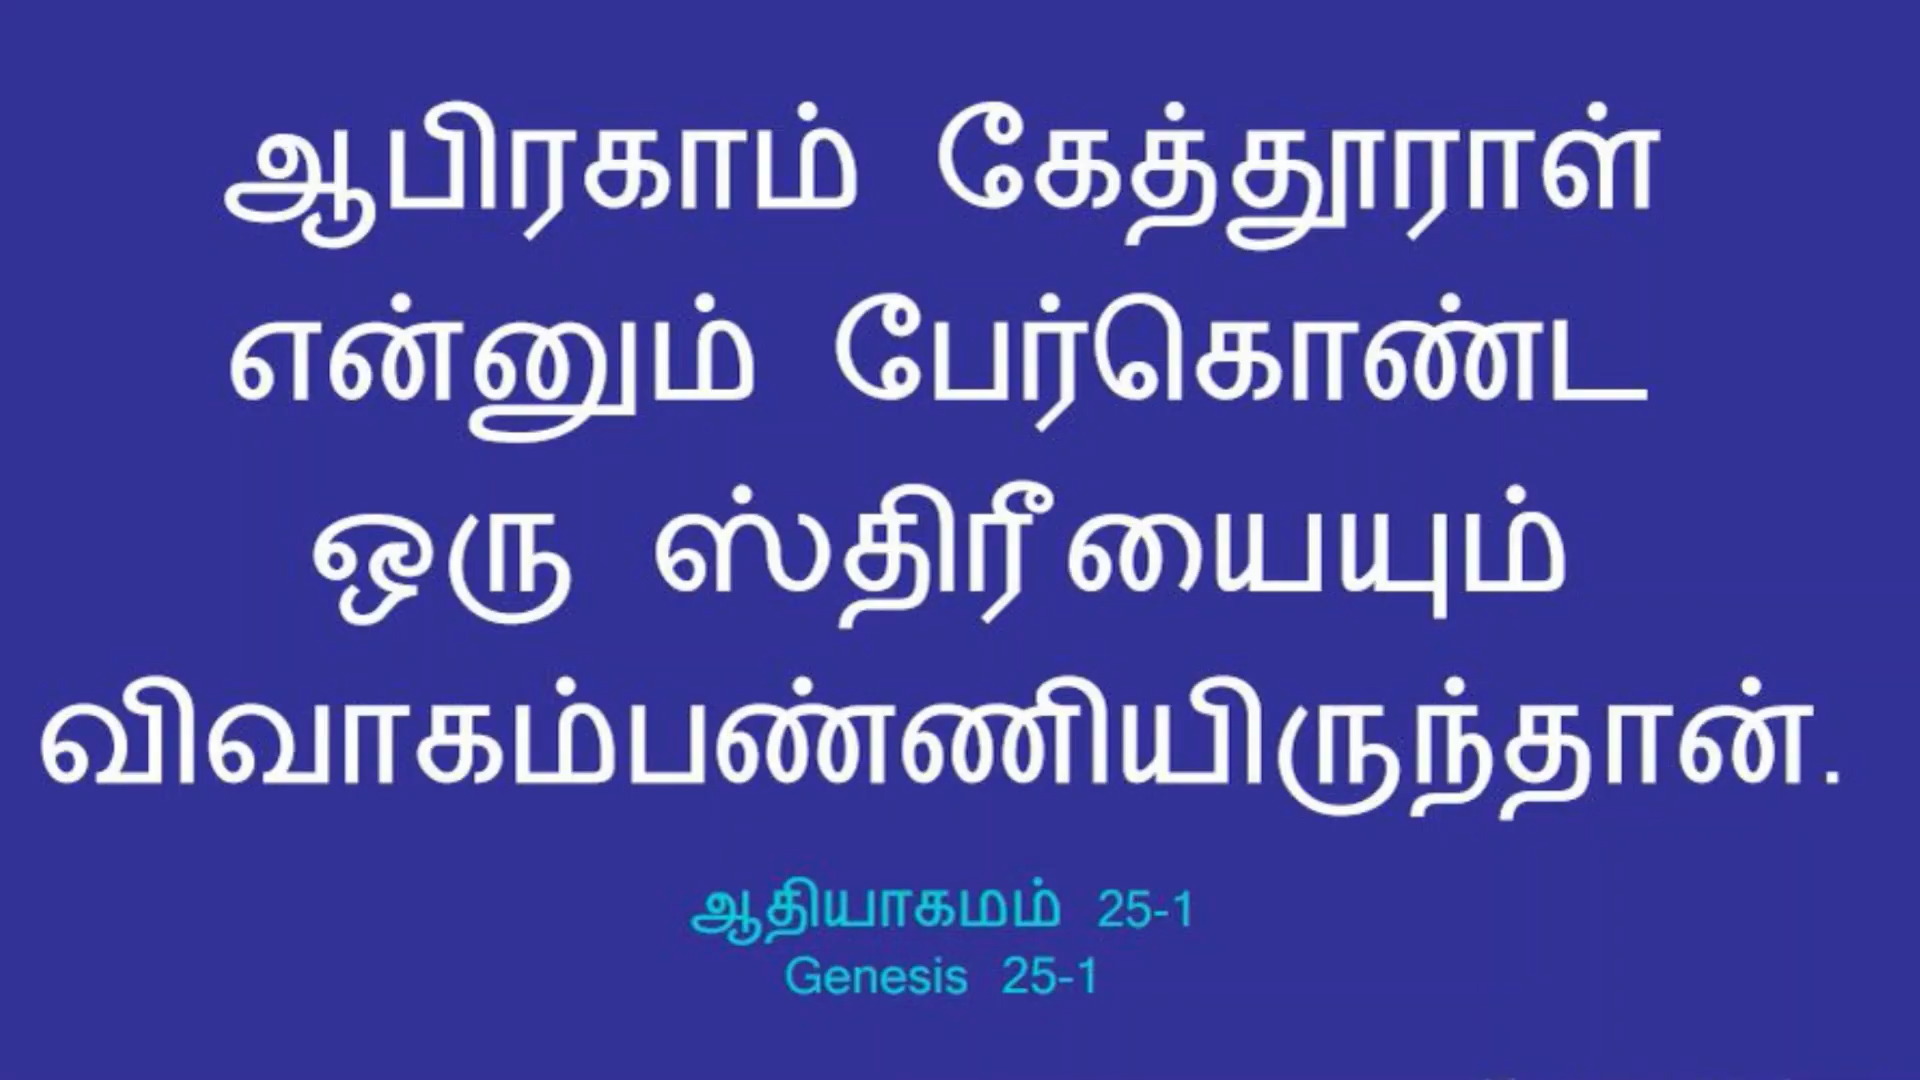 ஆபிரகாம் கேத்தூராள்
என்னும் பேர்கொண்ட
ஒரு ஸ்திரீயையும்
விவாகம்பண்ணியிருந்தான்.
ஆதியாகமம் 25-1
Genesis 25-1